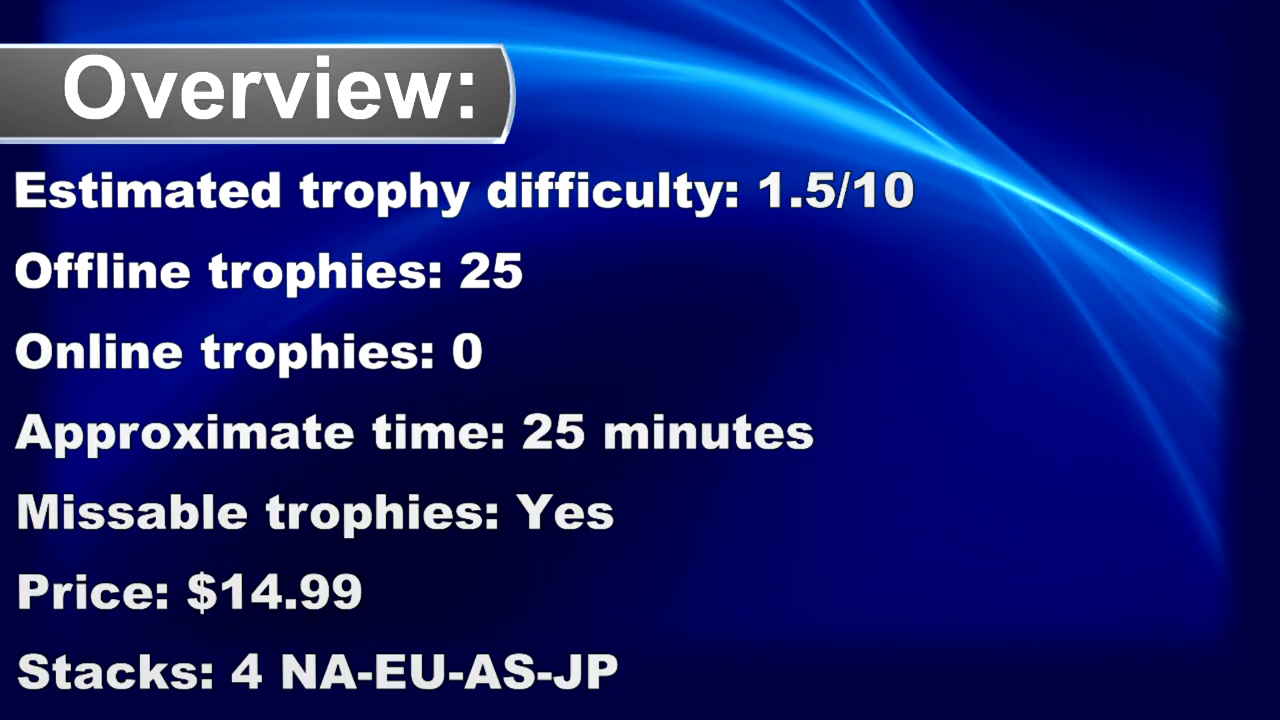 Overview:
Estimated trophy difficulty: 1.5/10
Offline trophies: 25
Online trophies: 0
Approximate time: 25 minutes
Missable trophies: Yes
Price: $14.99
Stacks: 4 NA-EU-AS-JP